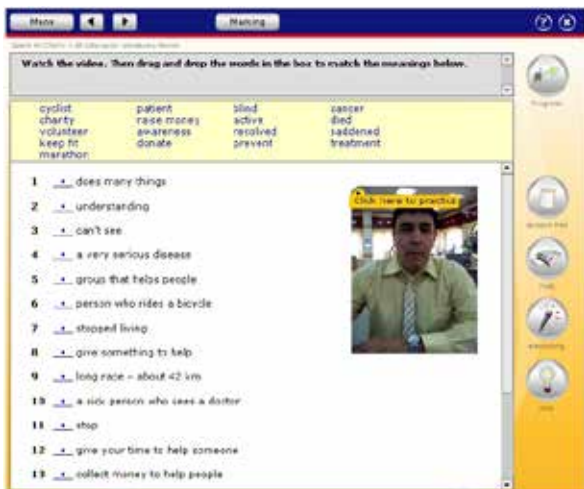 Menu Marking
Watch the video. Then drag and drop the words in the box to match the meanings below.
cyclist patient blind cancer
charity raise money active died
volunteer awareness resolved saddened
keep fit donate prevent treatment
marathon
1 does many things
Click here to practice
2 understanding
3 can't see
4 a very serious disease
5 group that helps people
6 person who rides a bicycle
7 stopped living
8 give something to help
9 long race – about 42 km
10 a sick person who sees a doctor
11 stop
12 give your time to help someone
13 collect money to help people
Progress